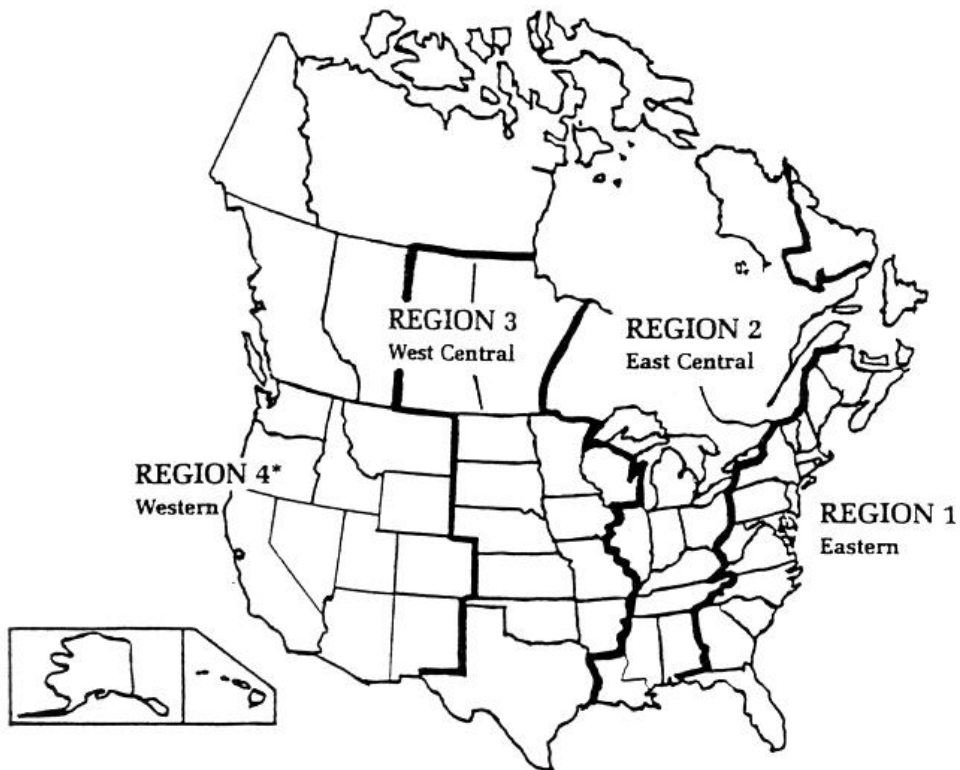 REGION 3
West Central
REGION 2
East Central
REGION 4*
Western
REGION 1
Eastern